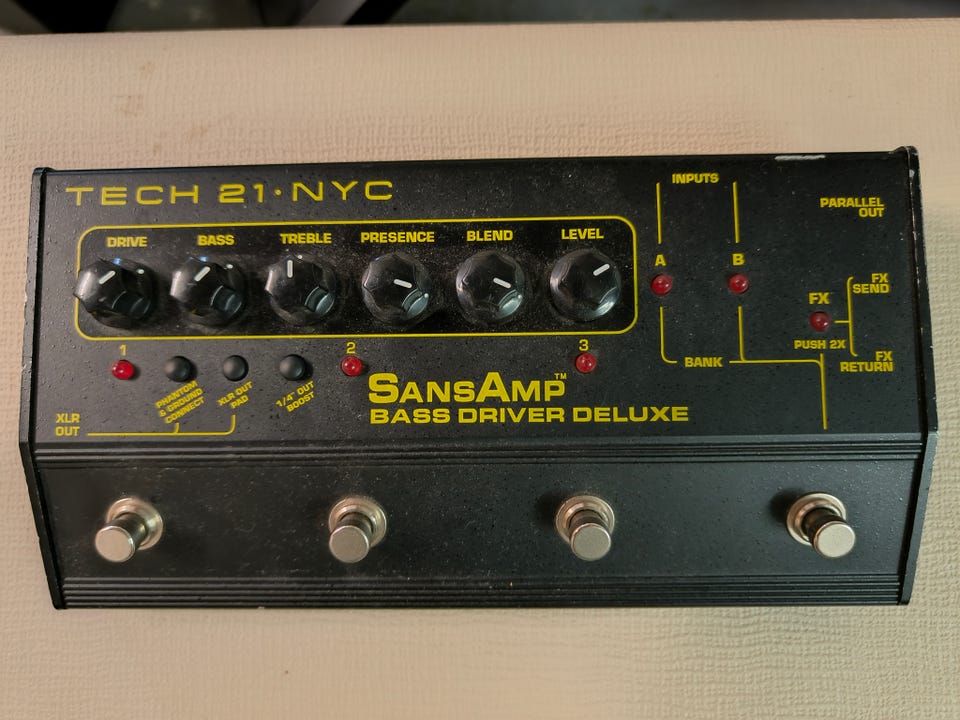 TECH 21·NYC
DRIVE
BASS
TREBLE
PRESENCE
BLEND
LEVEL
INPUTS
A
B
PARALLEL
OUT
FX
SEND
FX
PUSH 2X
FX
RETURN
BANK
1
2
3
PHANTOM
& GROUND
CONNECT
XLR OUT
PAD
1/4" OUT
BOOST
XLR
OUT
SANSAMP™
BASS DRIVER DELUXE